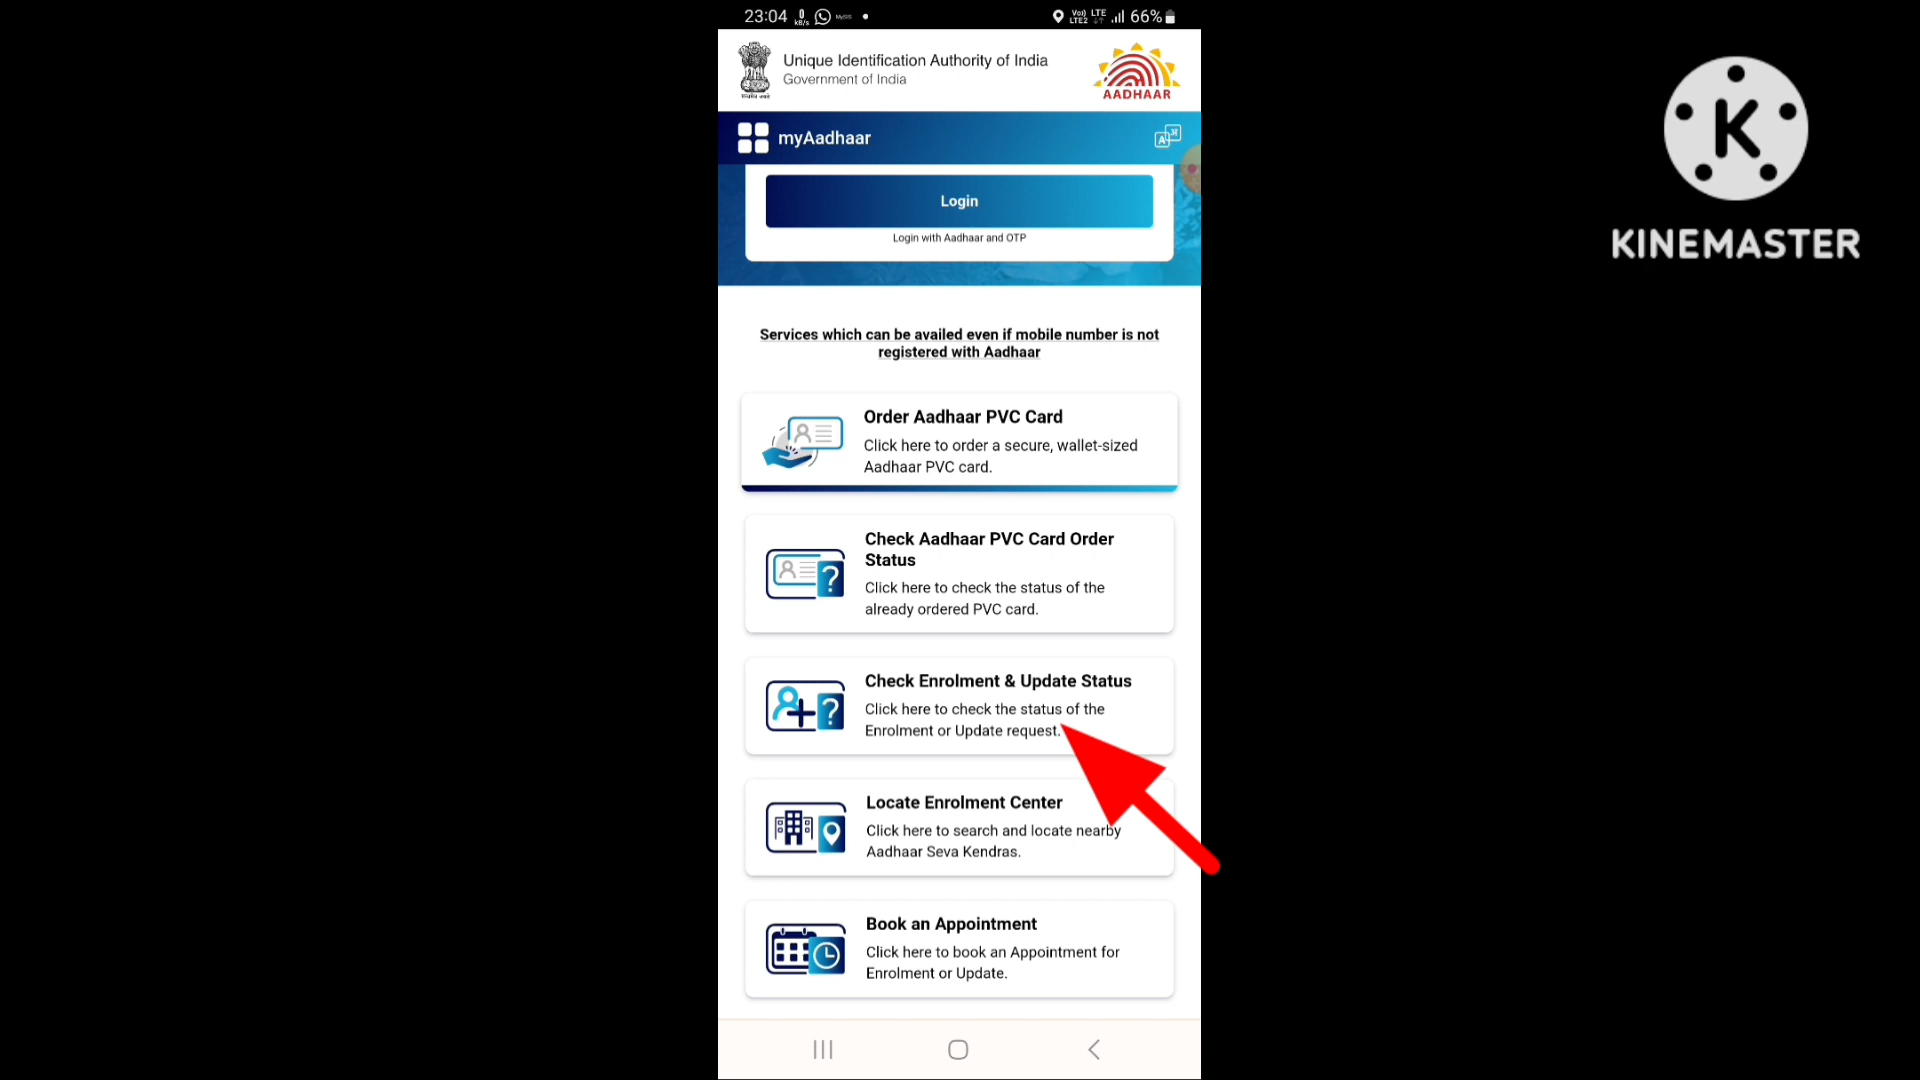 23:04 0 KB/s Vo) LTE2 LTE 66%
Unique Identification Authority of India
Government of India
AADHAAR
myAadhaar
Login
Login with Aadhaar and OTP
Services which can be availed even if mobile number is not
registered with Aadhaar
Order Aadhaar PVC Card
Click here to order a secure, wallet-sized
Aadhaar PVC card.
Check Aadhaar PVC Card Order
Status
Click here to check the status of the
already ordered PVC card.
Check Enrolment & Update Status
Click here to check the status of the
Enrolment or Update request.
Locate Enrolment Center
Click here to search and locate nearby
Aadhaar Seva Kendras.
Book an Appointment
Click here to book an Appointment for
Enrolment or Update.
K
KINEMASTER